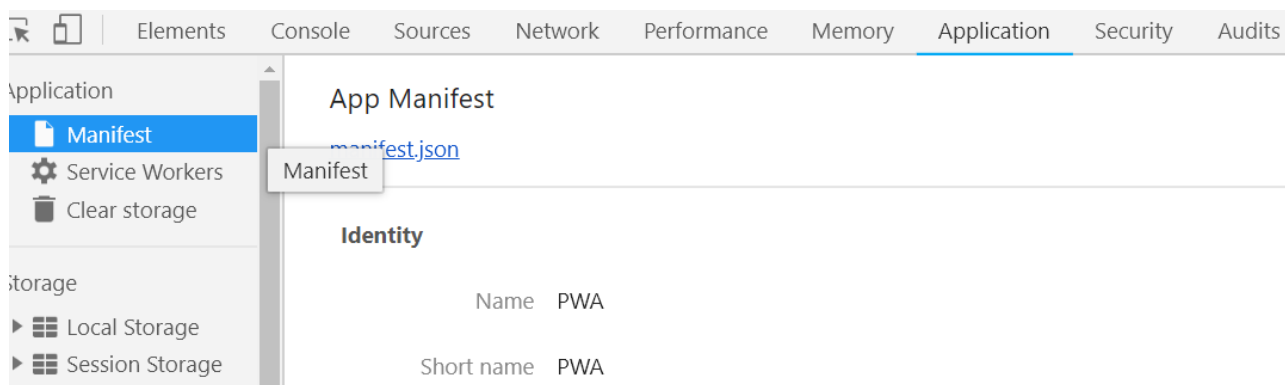 Elements Console Sources Network Performance Memory Application Security Audits
Application
Manifest
Service Workers
Clear storage
Storage
Local Storage
Session Storage
App Manifest
manifest.json
Manifest
Identity
Name PWA
Short name PWA